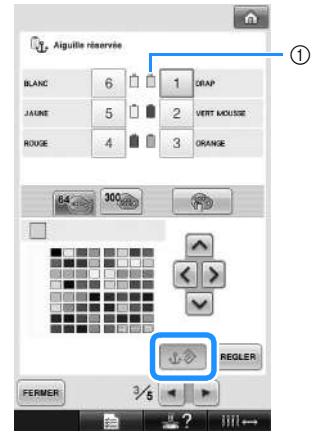 Aiguille réservée
①
BLANC 6 1 DRAP
JAUNE 5 2 VERT MOUSSE
ROUGE 4 3 ORANGE
64 300
REGLER
FERMER 3/5
?